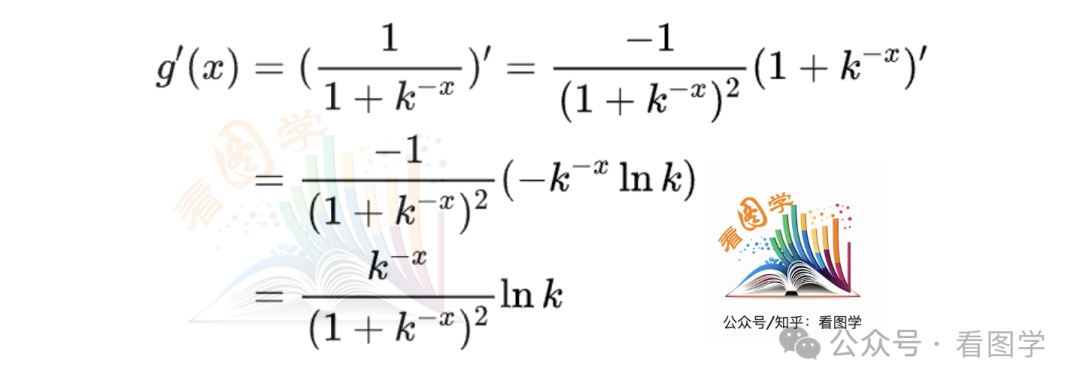 g′(x) = (1/(1 + k^{-x}))′ = -1/(1 + k^{-x})² (1 + k^{-x})′
= -1/(1 + k^{-x})² (-k^{-x} ln k)
= k^{-x}/(1 + k^{-x})² ln k
看图学
看图学
公众号/知乎：看图学
公众号 · 看图学